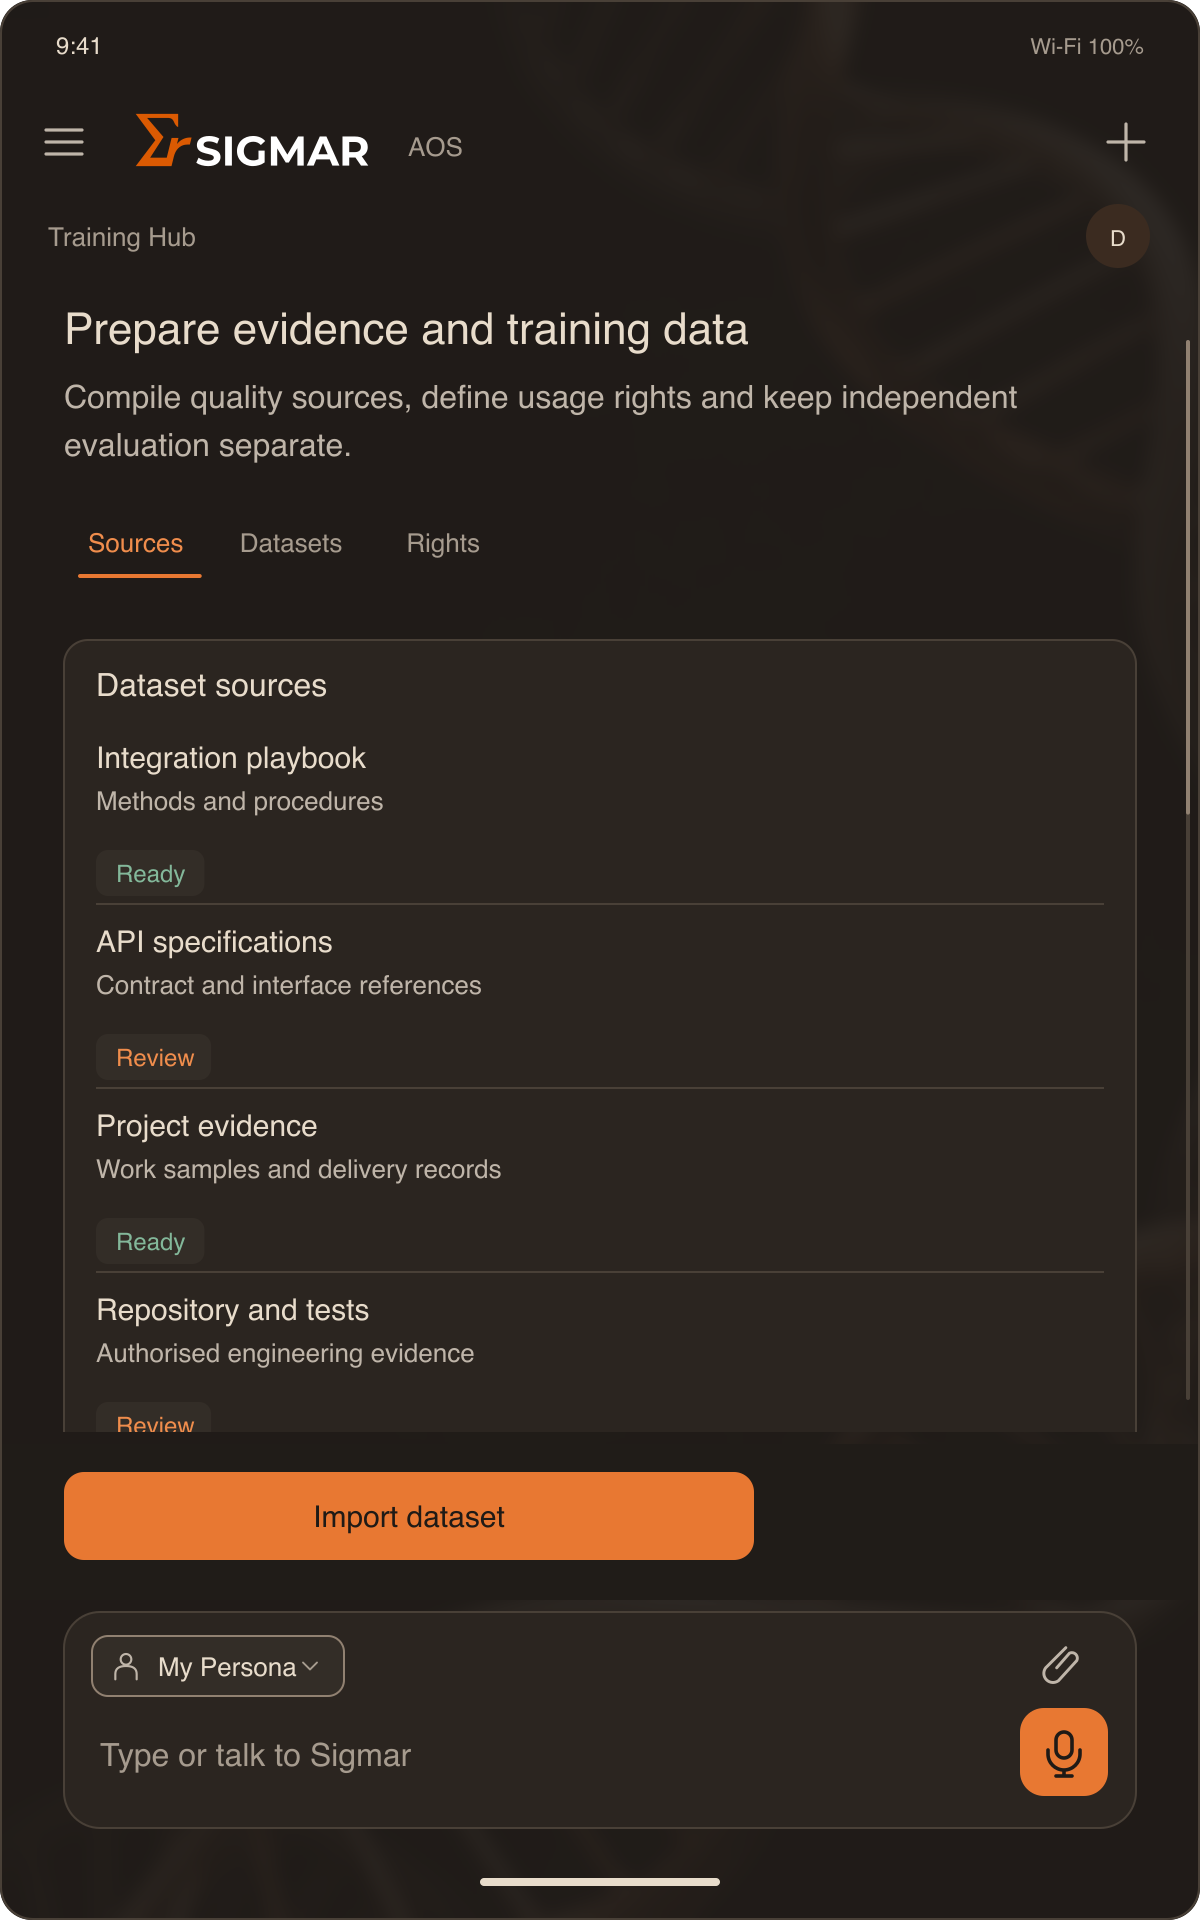 9:41
Wi-Fi 100%
Σr SIGMAR AOS
Training Hub
D
Prepare evidence and training data
Compile quality sources, define usage rights and keep independent
evaluation separate.
Sources Datasets Rights
Dataset sources
Integration playbook
Methods and procedures
Ready
API specifications
Contract and interface references
Review
Project evidence
Work samples and delivery records
Ready
Repository and tests
Authorised engineering evidence
Review
Import dataset
My Persona
Type or talk to Sigmar